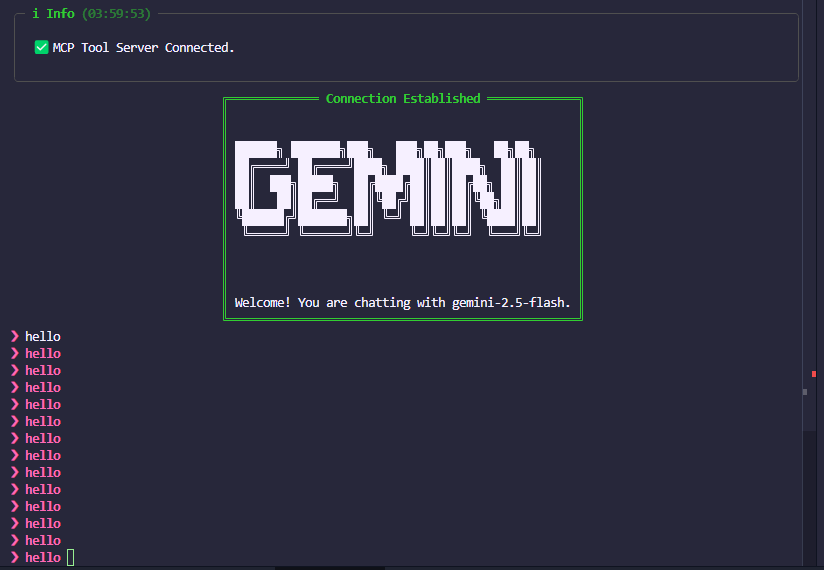 i Info (03:59:53)
✅ MCP Tool Server Connected.
Connection Established
GEMINI
Welcome! You are chatting with gemini-2.5-flash.
❯ hello
❯ hello
❯ hello
❯ hello
❯ hello
❯ hello
❯ hello
❯ hello
❯ hello
❯ hello
❯ hello
❯ hello
❯ hello
❯ hello